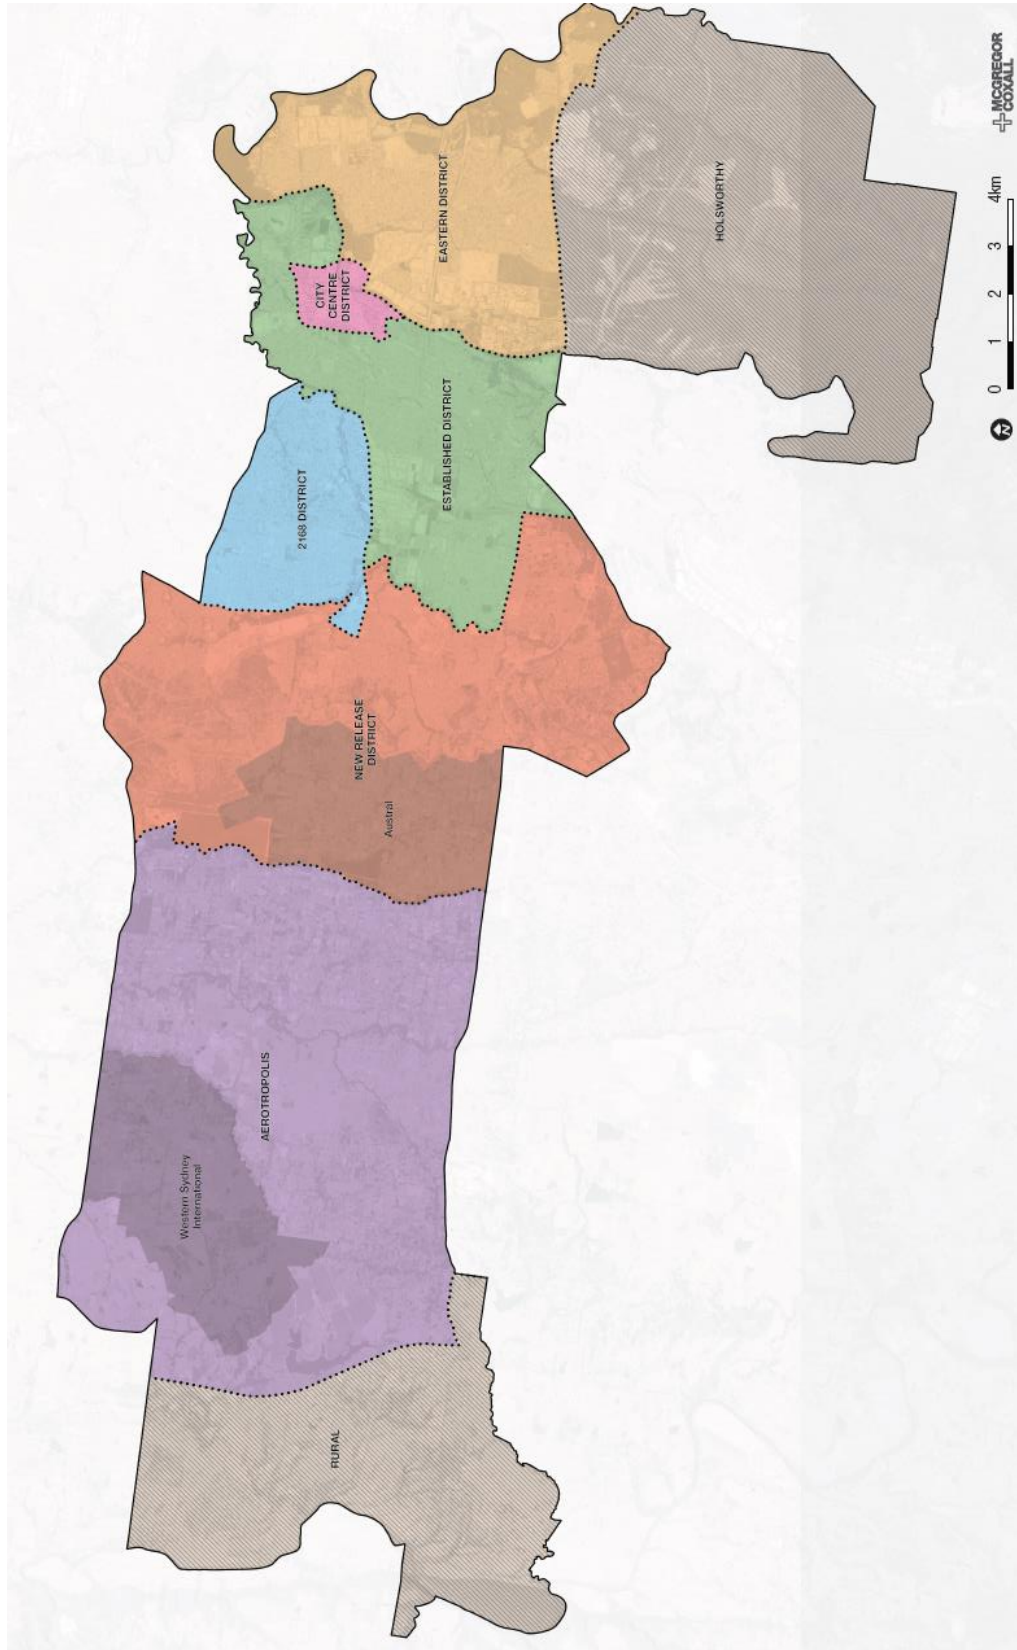 RURAL
Western Sydney
International
AEROTROPOLIS
Austral
NEW RELEASE
DISTRICT
2168 DISTRICT
ESTABLISHED DISTRICT
CITY
CENTRE
DISTRICT
EASTERN DISTRICT
HOLSWORTHY
N
0 1 2 3 4km
MCGREGOR
COXALL